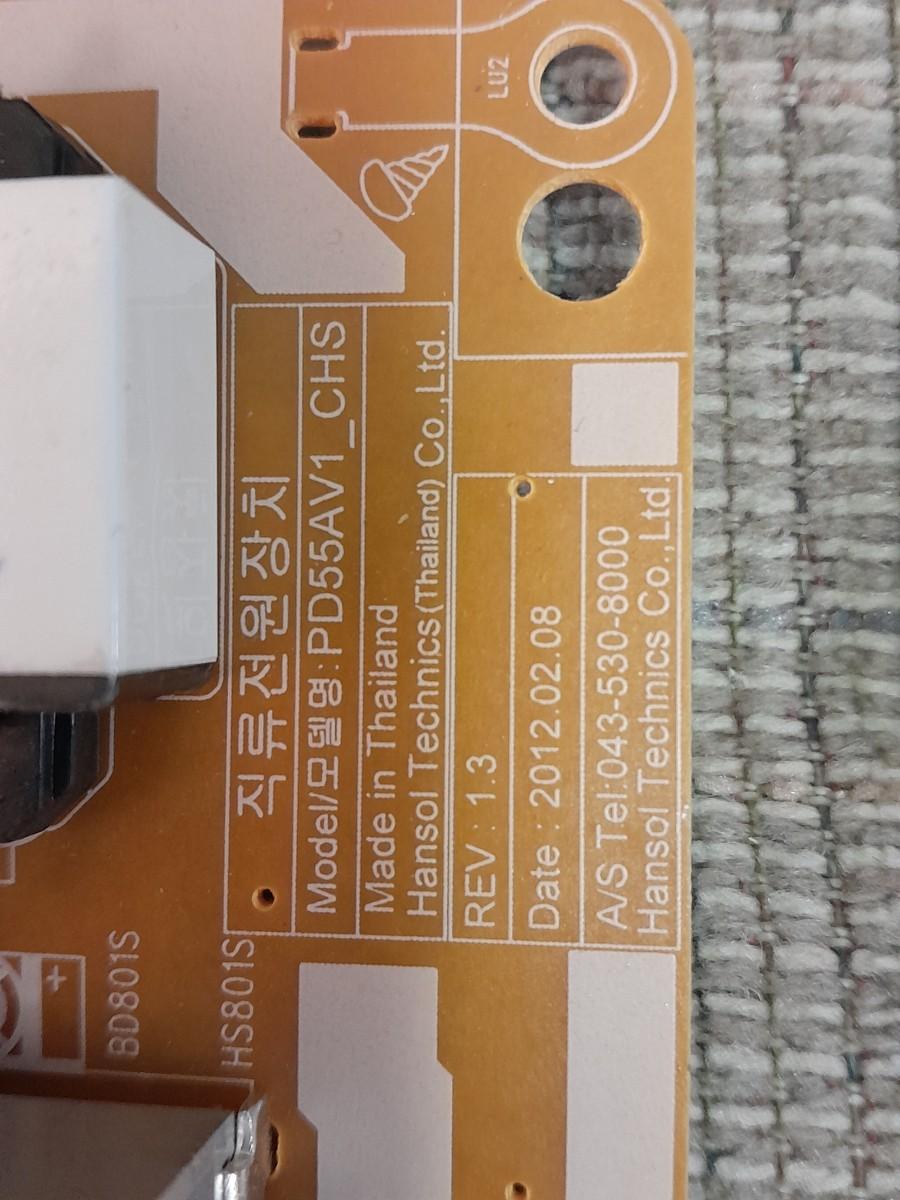 LU2
직류전원장치
Model/모델명:PD55AV1_CHS
Made in Thailand
Hansol Technics(Thailand) Co.,Ltd.
REV : 1.3
Date : 2012.02.08
A/S Tel:043-530-8000
Hansol Technics Co.,Ltd.
BD801S
HS801S
+